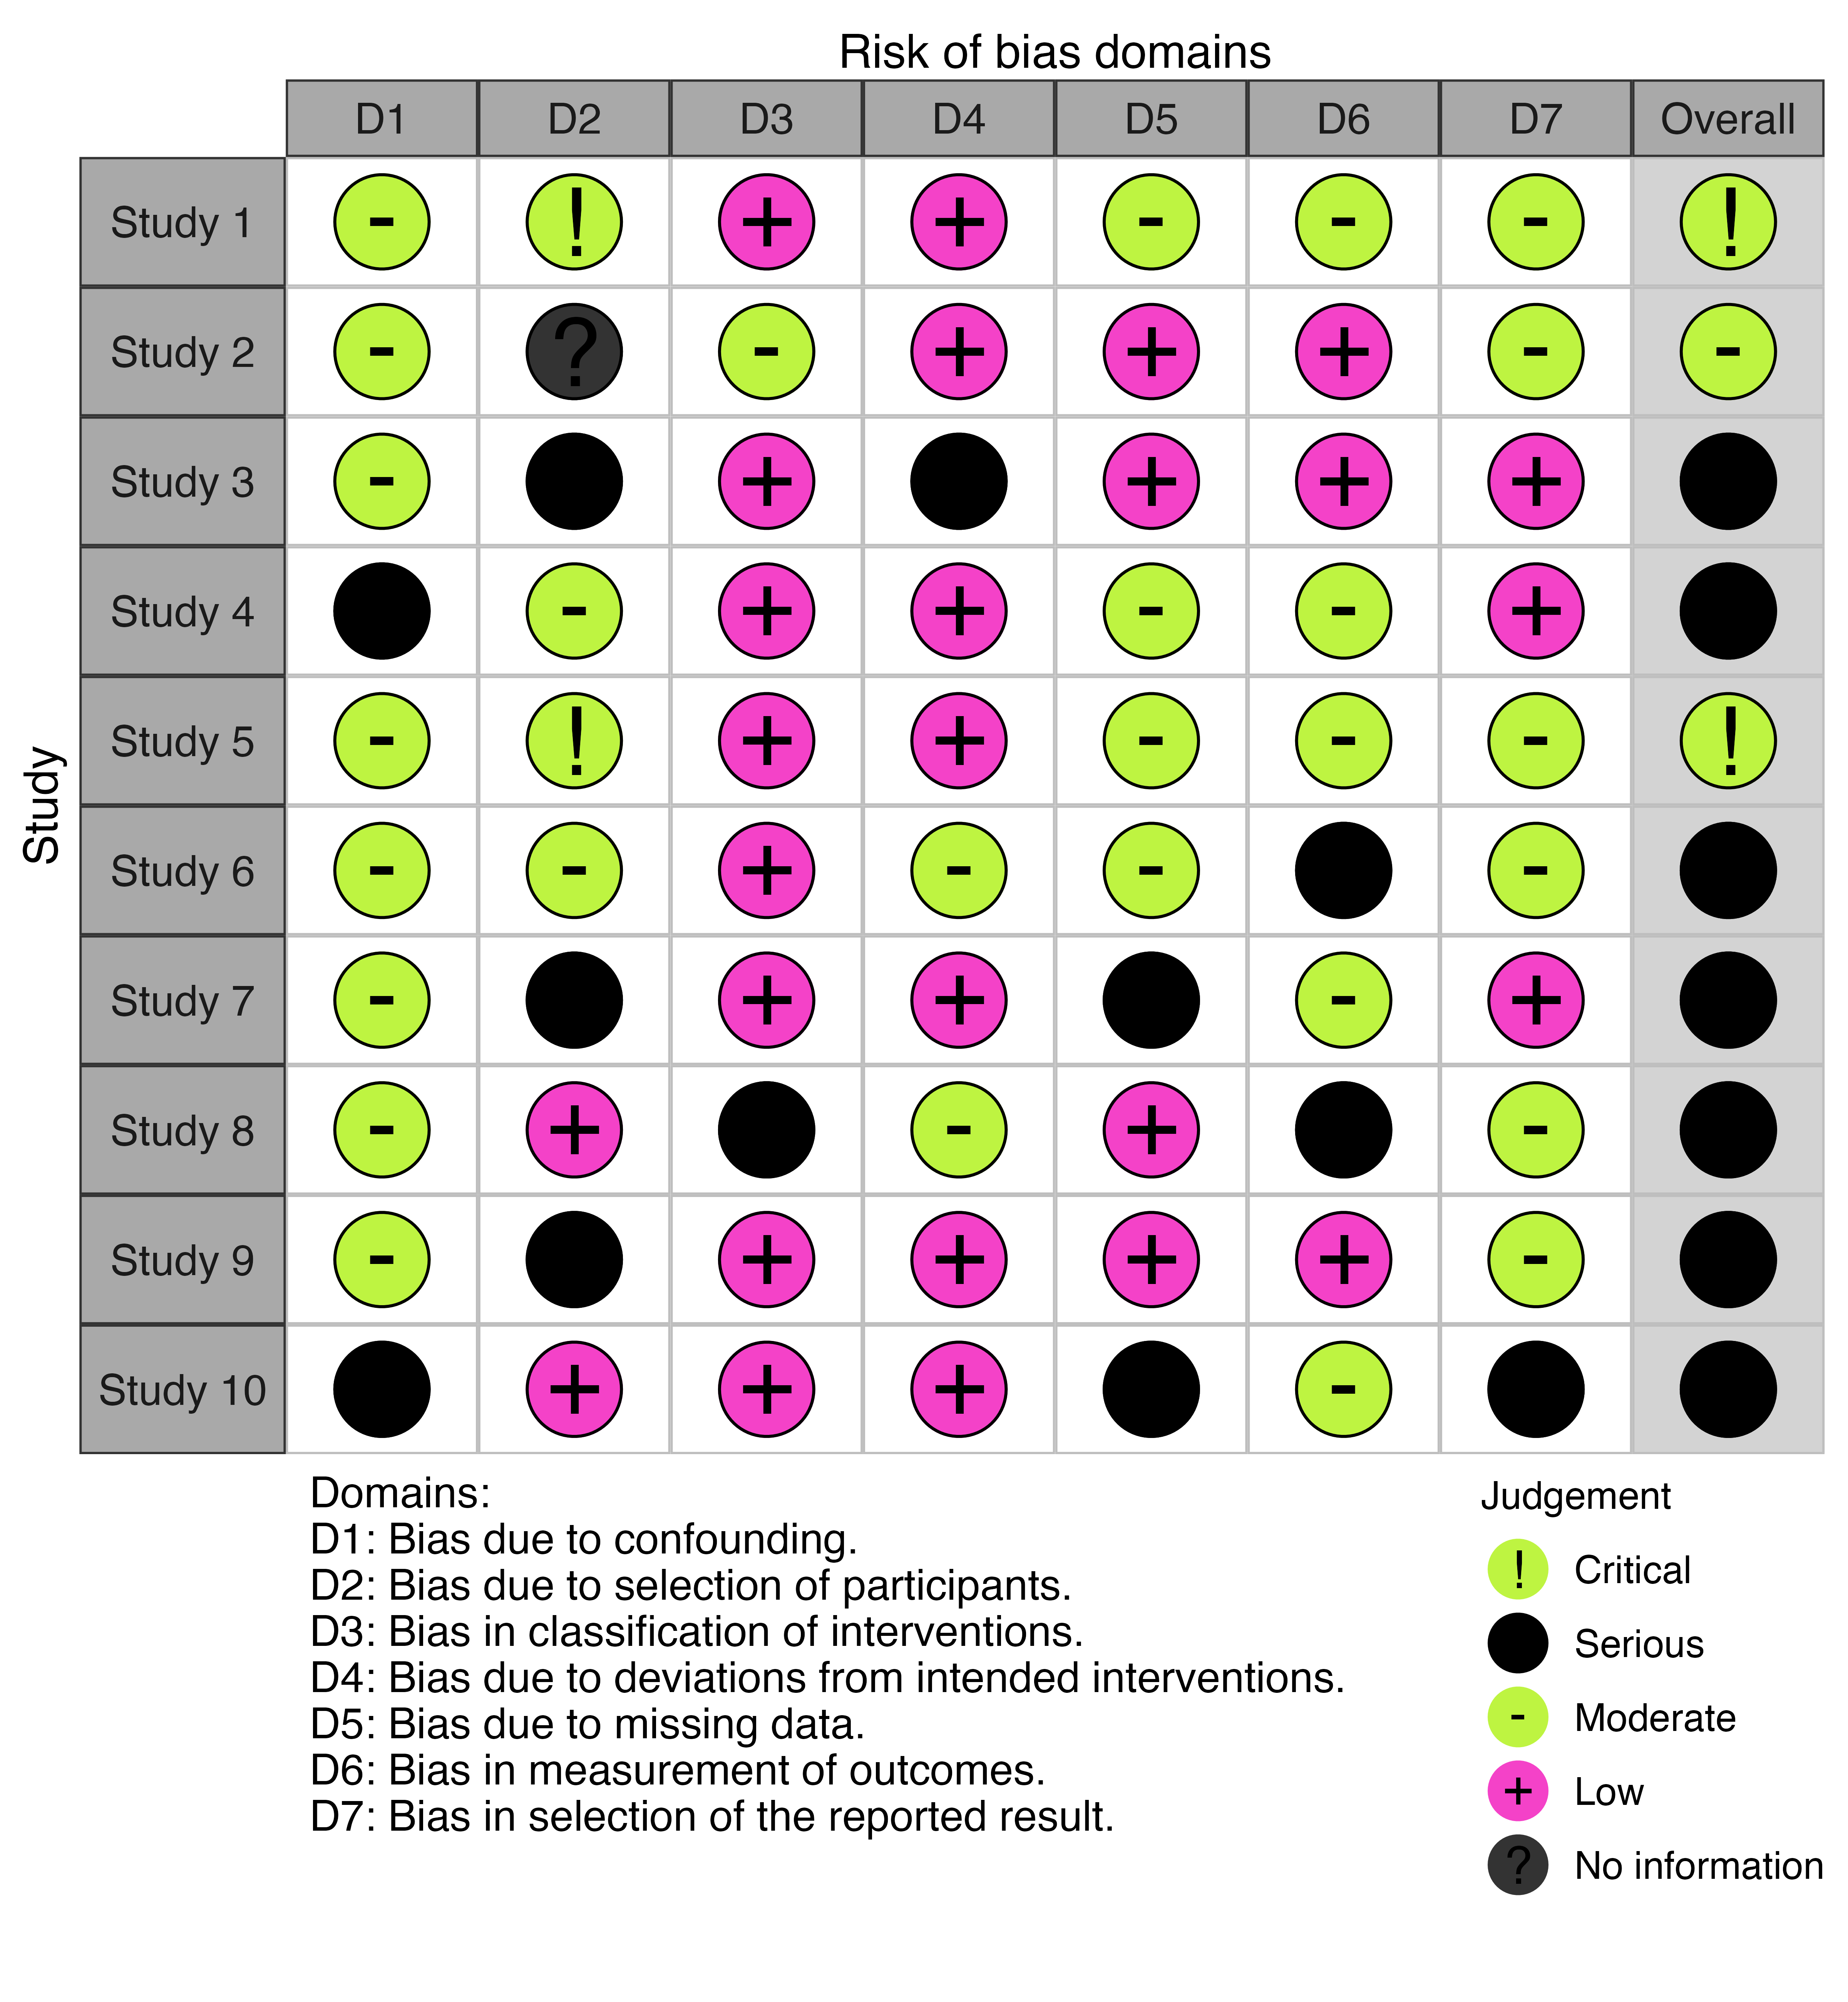 Risk of bias domains
D1 D2 D3 D4 D5 D6 D7 Overall
Study
Study 1 - ! + + - - - !
Study 2 - ? - + + + - -
Study 3 - + + + +
Study 4 - + + - - +
Study 5 - ! + + - - - !
Study 6 - - + - - -
Study 7 - + + - +
Study 8 - + - + -
Study 9 - + + + + -
Study 10 + + + -
Domains:
D1: Bias due to confounding.
D2: Bias due to selection of participants.
D3: Bias in classification of interventions.
D4: Bias due to deviations from intended interventions.
D5: Bias due to missing data.
D6: Bias in measurement of outcomes.
D7: Bias in selection of the reported result.
Judgement
! Critical
Serious
- Moderate
+ Low
? No information